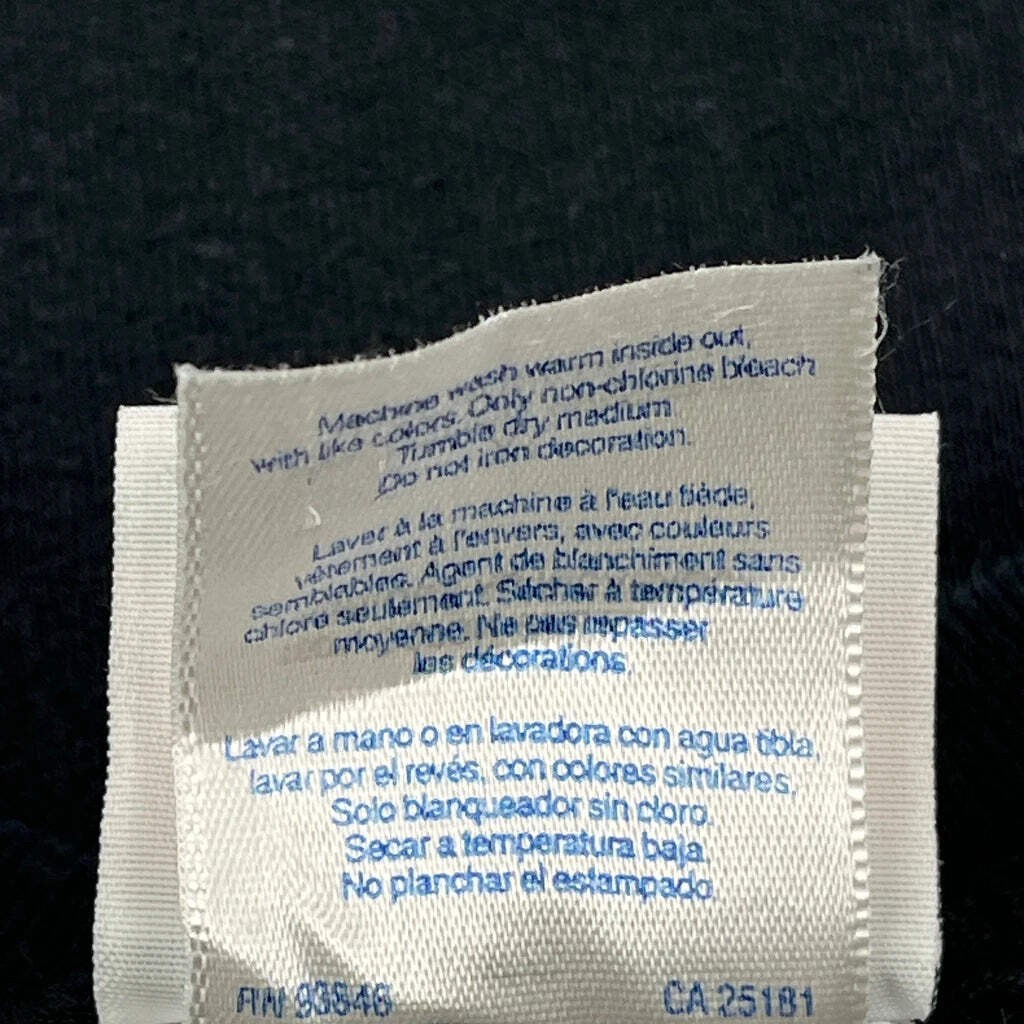 Machine wash warm inside out,
with like colors. Only non-chlorine bleach
Tumble dry medium
Do not iron decoration.
Laver à la machine à l'eau tiède,
vêtement à l'envers, avec couleurs
semblables. Agent de blanchiment sans
chlore seulement. Sécher à température
moyenne. Ne pas repasser
les décorations.
Lavar a mano o en lavadora con agua tibla,
lavar por el revés, con colores similares.
Solo blanqueador sin cloro.
Secar a temperatura baja
No planchar el estampado.
RN 93846 CA 25181